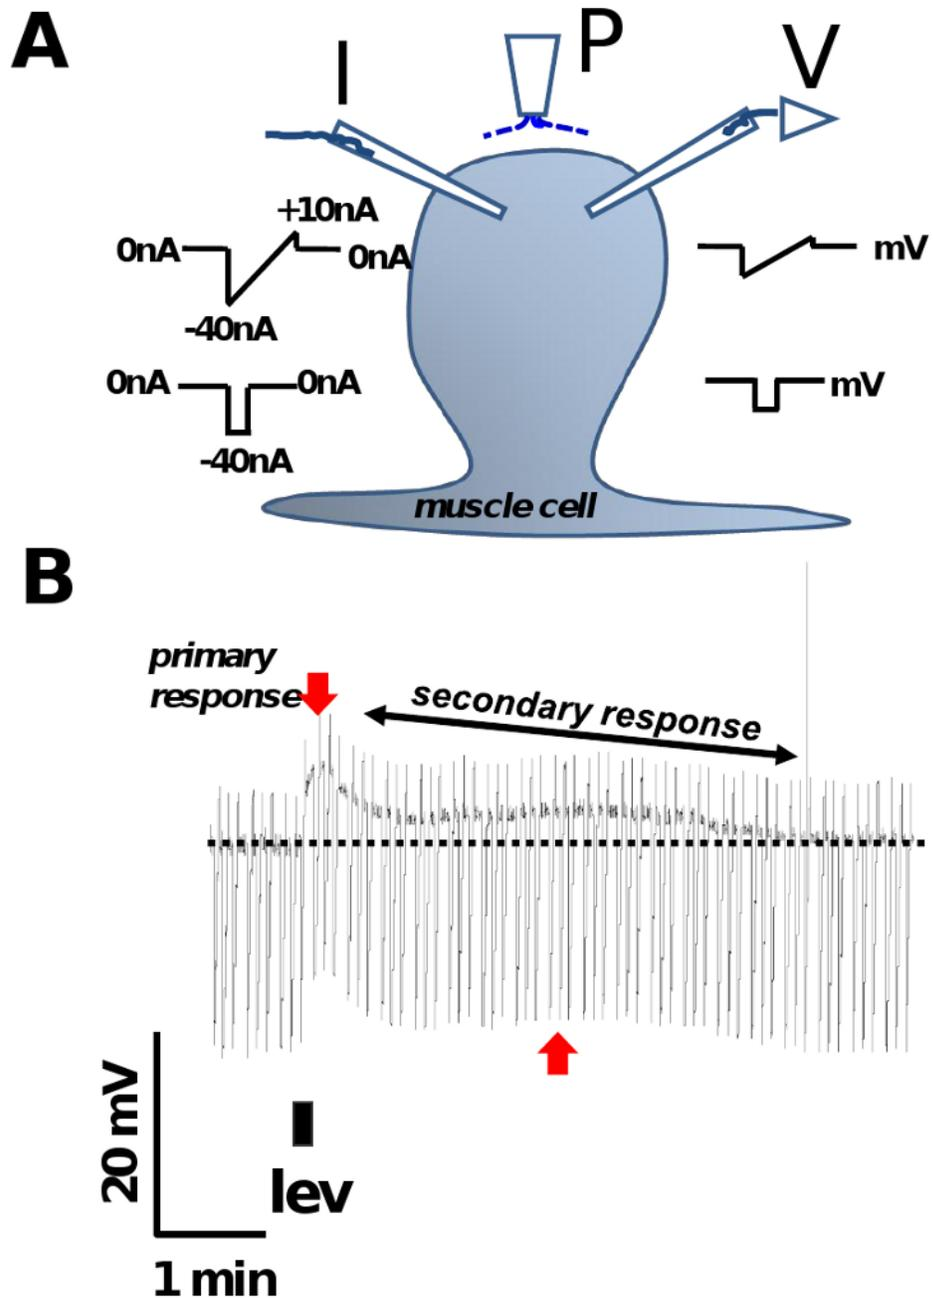 A
I
P
V
+10nA
0nA
0nA
-40nA
mV
0nA
0nA
-40nA
mV
muscle cell
B
primary
response
secondary response
20 mV
lev
1 min